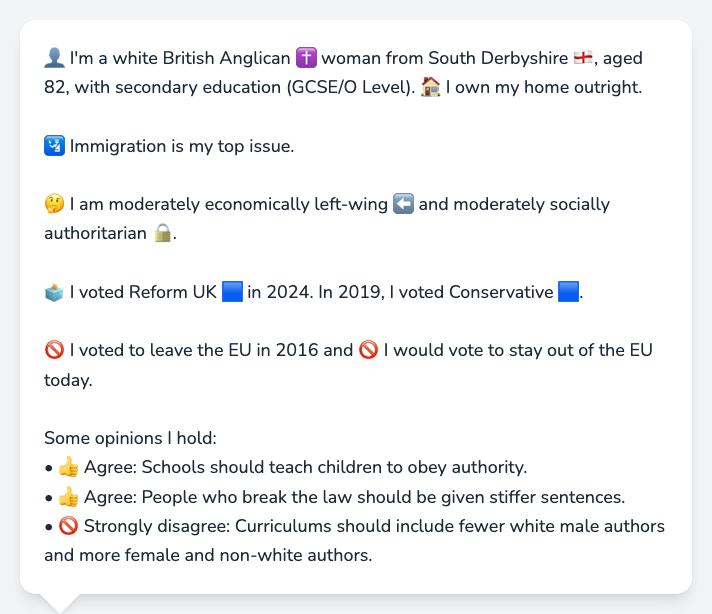 👤 I'm a white British Anglican ✝️ woman from South Derbyshire 🏴󠁧󠁢󠁥󠁮󠁧󠁿, aged
82, with secondary education (GCSE/O Level). 🏠 I own my home outright.
🛂 Immigration is my top issue.
🤔 I am moderately economically left-wing ⬅️ and moderately socially
authoritarian 🔒.
🗳️ I voted Reform UK 🟦 in 2024. In 2019, I voted Conservative 🟦.
🚫 I voted to leave the EU in 2016 and 🚫 I would vote to stay out of the EU
today.
Some opinions I hold:
• 👍 Agree: Schools should teach children to obey authority.
• 👍 Agree: People who break the law should be given stiffer sentences.
• 🚫 Strongly disagree: Curriculums should include fewer white male authors
and more female and non-white authors.